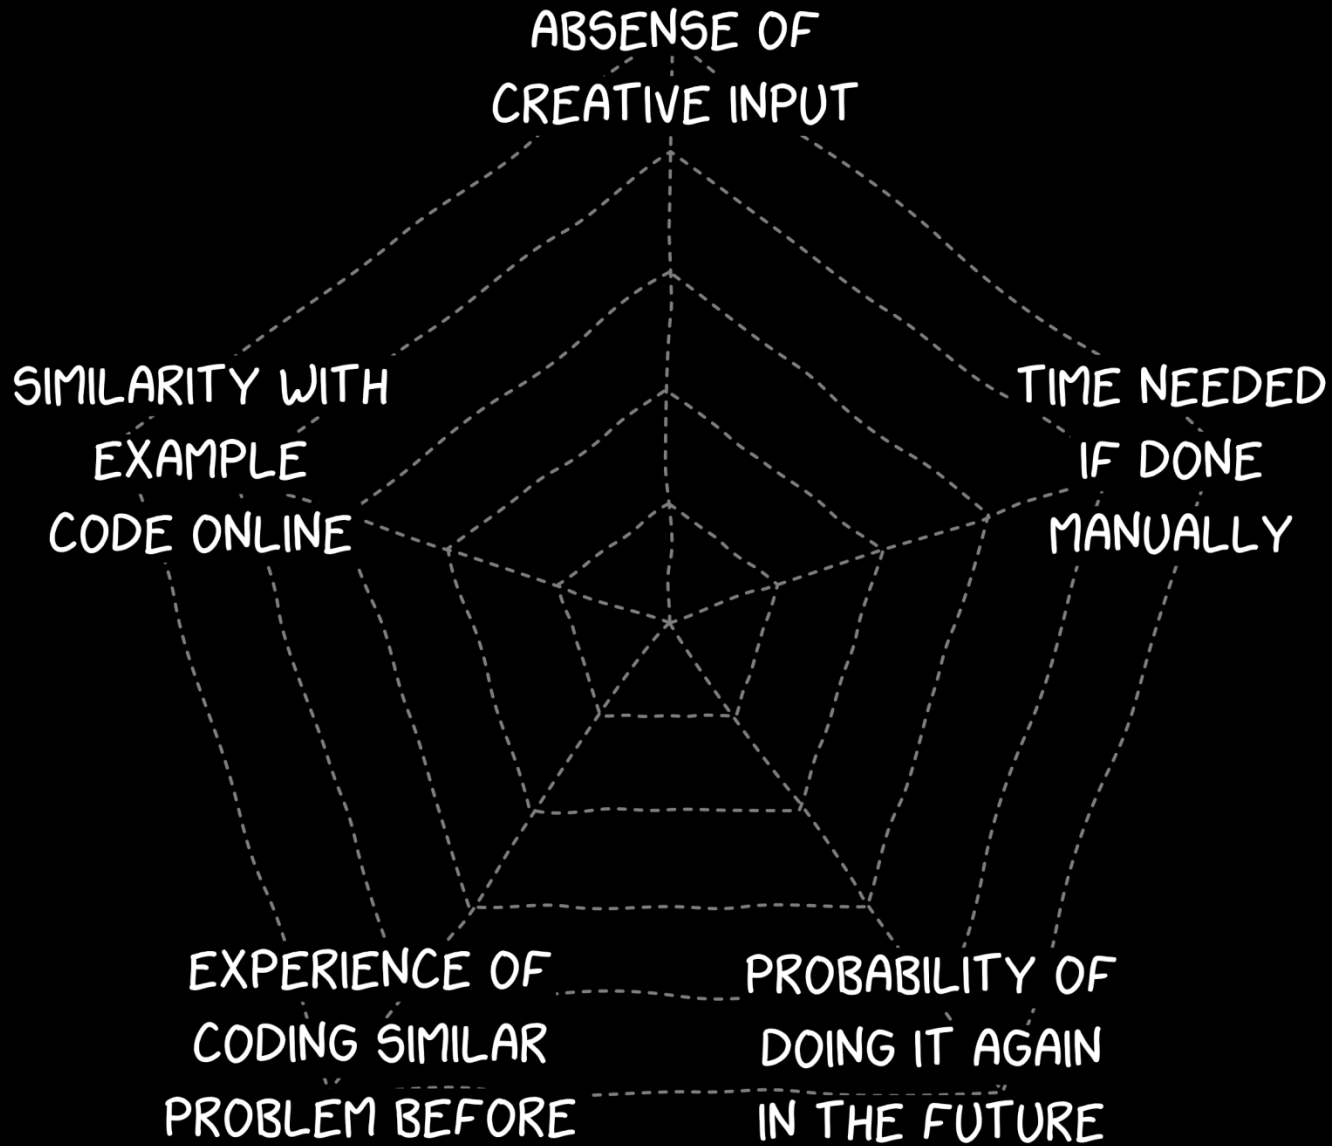 ABSENSE OF
CREATIVE INPUT
SIMILARITY WITH
EXAMPLE
CODE ONLINE
TIME NEEDED
IF DONE
MANUALLY
EXPERIENCE OF
CODING SIMILAR
PROBLEM BEFORE
PROBABILITY OF
DOING IT AGAIN
IN THE FUTURE